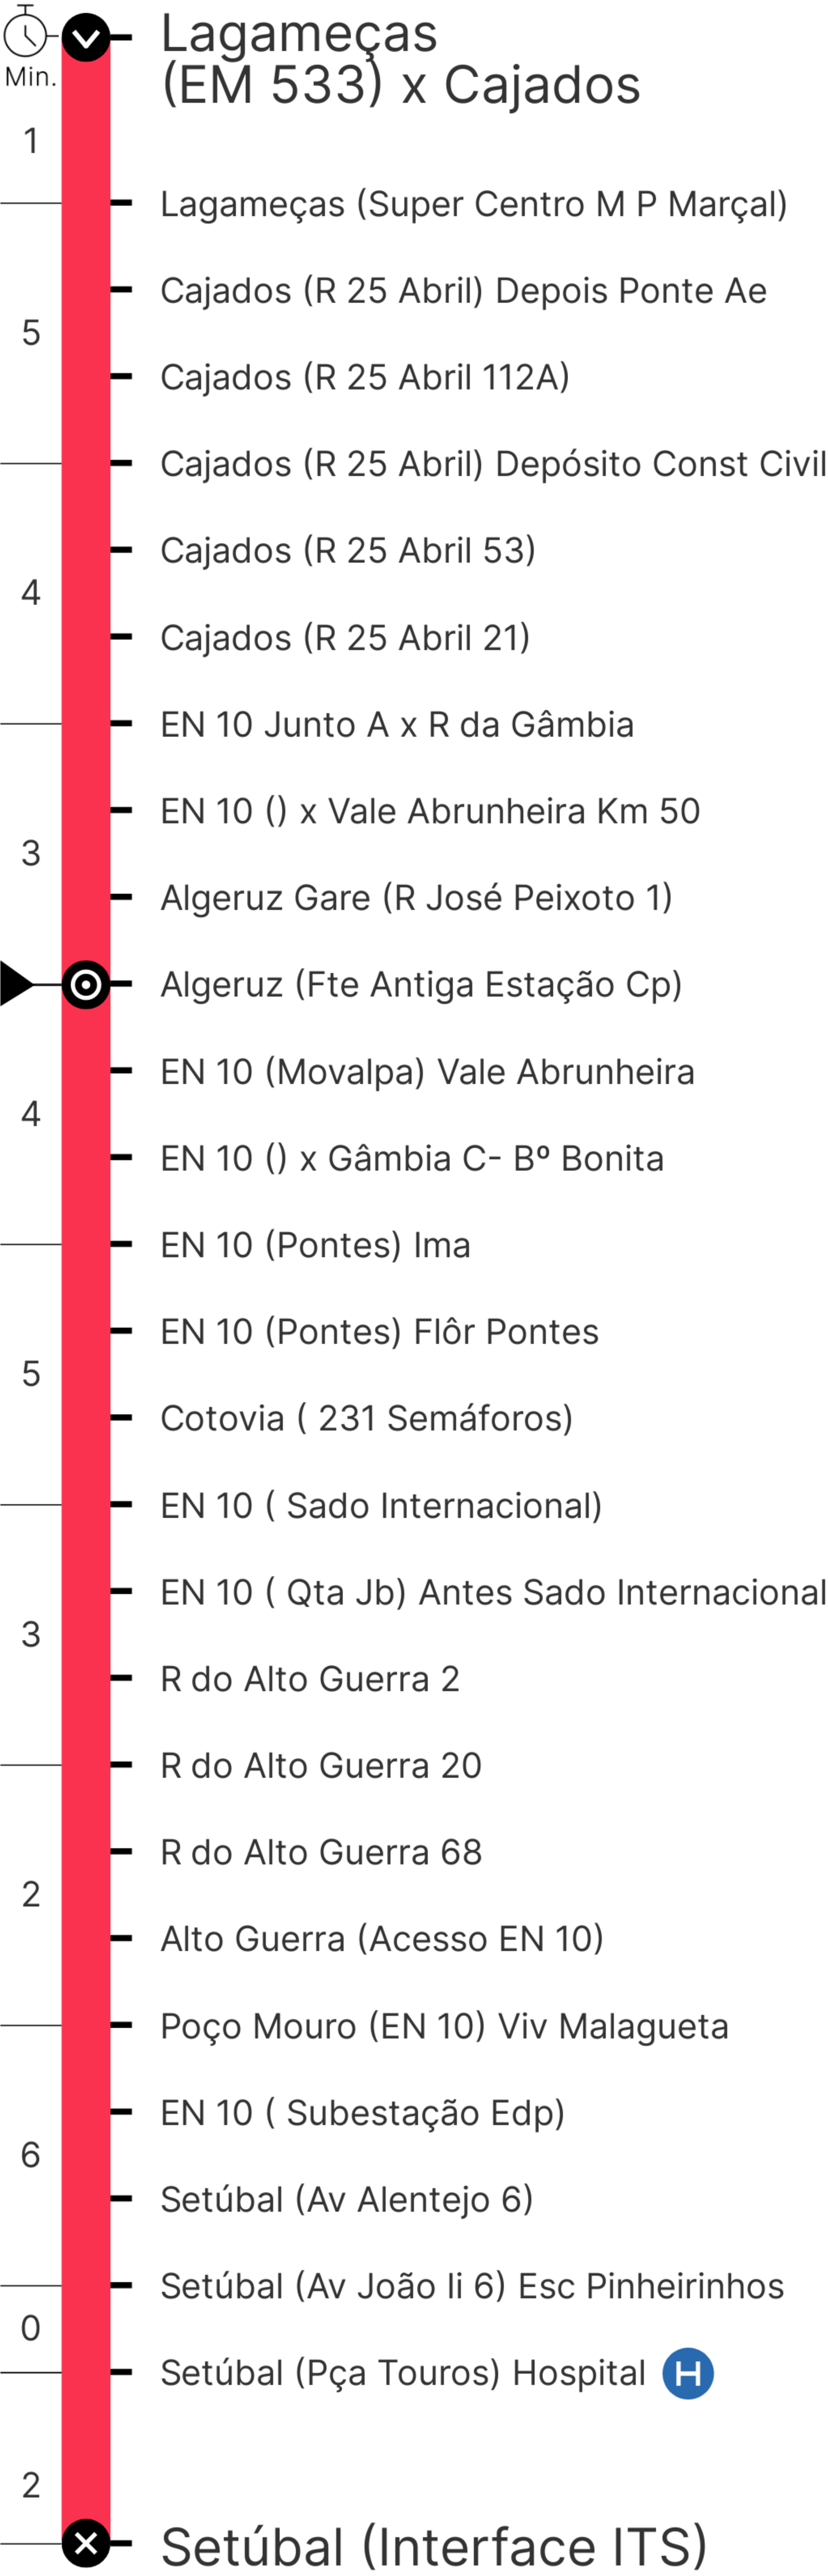 Min.
Lagameças
(EM 533) x Cajados
1
Lagameças (Super Centro M P Marçal)
Cajados (R 25 Abril) Depois Ponte Ae
5
Cajados (R 25 Abril 112A)
Cajados (R 25 Abril) Depósito Const Civil
Cajados (R 25 Abril 53)
4
Cajados (R 25 Abril 21)
EN 10 Junto A x R da Gâmbia
EN 10 () x Vale Abrunheira Km 50
3
Algeruz Gare (R José Peixoto 1)
Algeruz (Fte Antiga Estação Cp)
EN 10 (Movalpa) Vale Abrunheira
4
EN 10 () x Gâmbia C- Bº Bonita
EN 10 (Pontes) Ima
EN 10 (Pontes) Flôr Pontes
5
Cotovia ( 231 Semáforos)
EN 10 ( Sado Internacional)
EN 10 ( Qta Jb) Antes Sado Internacional
3
R do Alto Guerra 2
R do Alto Guerra 20
R do Alto Guerra 68
2
Alto Guerra (Acesso EN 10)
Poço Mouro (EN 10) Viv Malagueta
EN 10 ( Subestação Edp)
6
Setúbal (Av Alentejo 6)
Setúbal (Av João Ii 6) Esc Pinheirinhos
0
Setúbal (Pça Touros) Hospital H
2
Setúbal (Interface ITS)